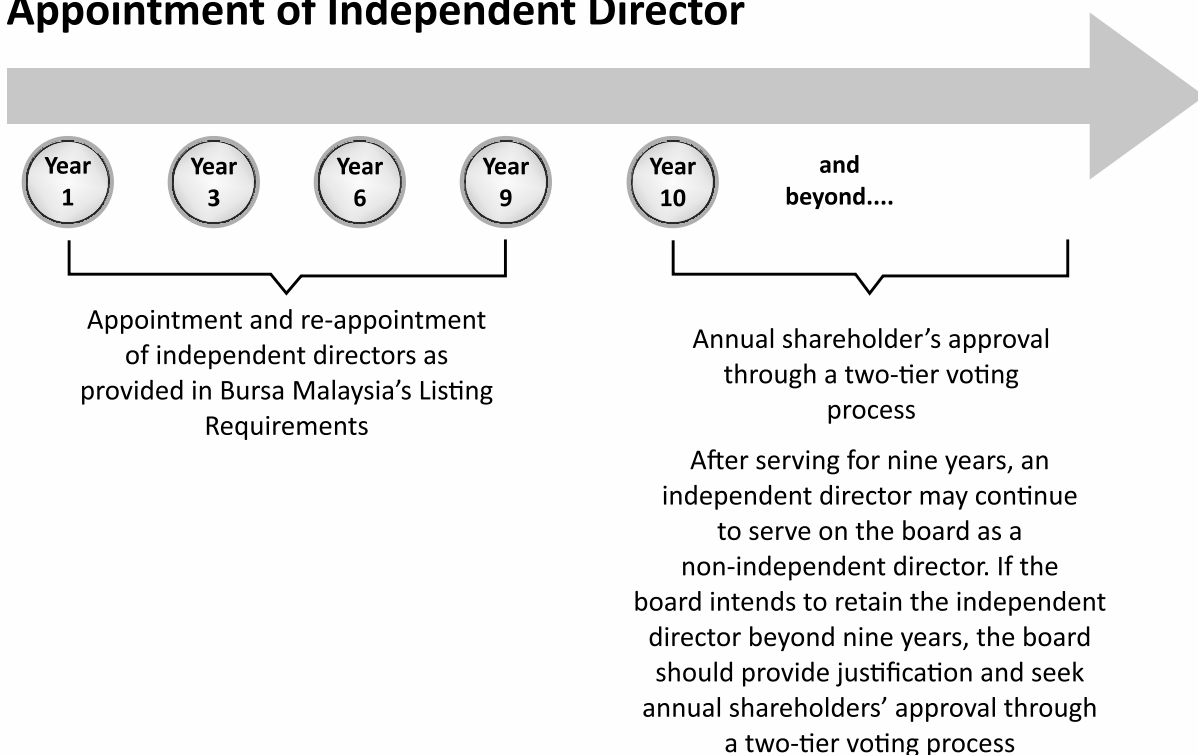 Appointment of Independent Director
Year
1
Year
3
Year
6
Year
9
Year
10
and
beyond....
Appointment and re-appointment
of independent directors as
provided in Bursa Malaysia’s Listing
Requirements
Annual shareholder’s approval
through a two-tier voting
process
After serving for nine years, an
independent director may continue
to serve on the board as a
non-independent director. If the
board intends to retain the independent
director beyond nine years, the board
should provide justification and seek
annual shareholders’ approval through
a two-tier voting process